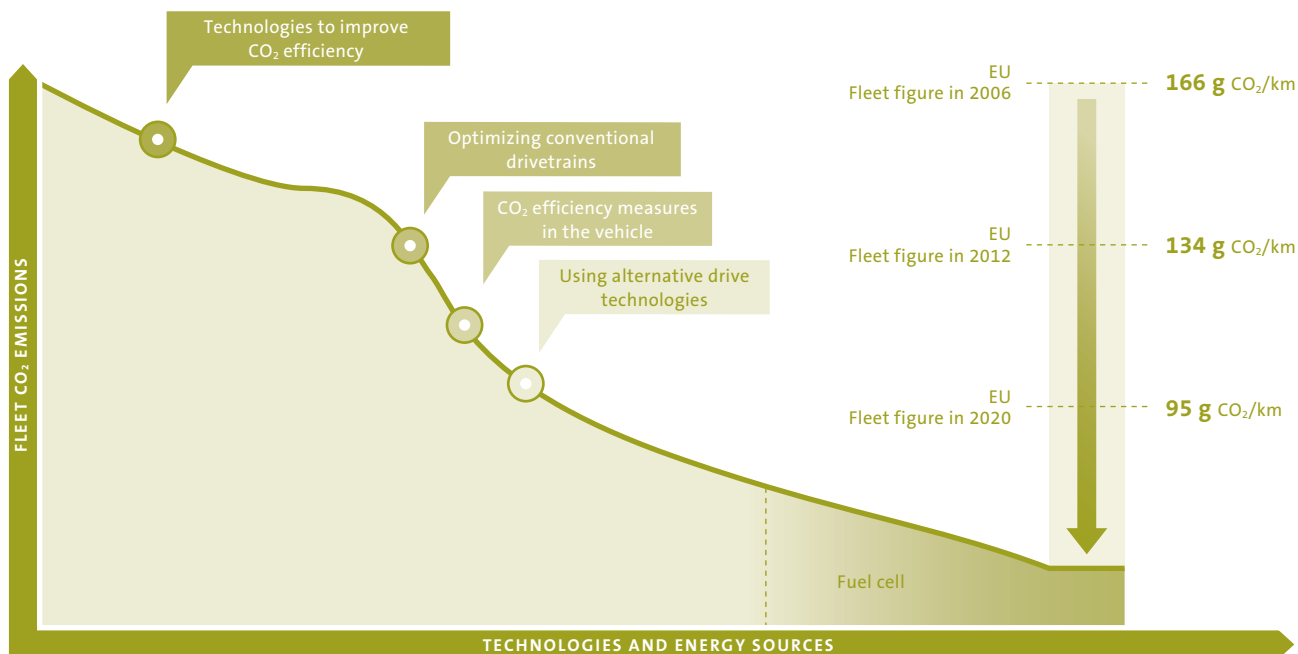 Technologies to improve
CO₂ efficiency
Optimizing conventional
drivetrains
CO₂ efficiency measures
in the vehicle
Using alternative drive
technologies
EU
Fleet figure in 2006
166 g CO₂/km
EU
Fleet figure in 2012
134 g CO₂/km
EU
Fleet figure in 2020
95 g CO₂/km
Fuel cell
FLEET CO₂ EMISSIONS
TECHNOLOGIES AND ENERGY SOURCES